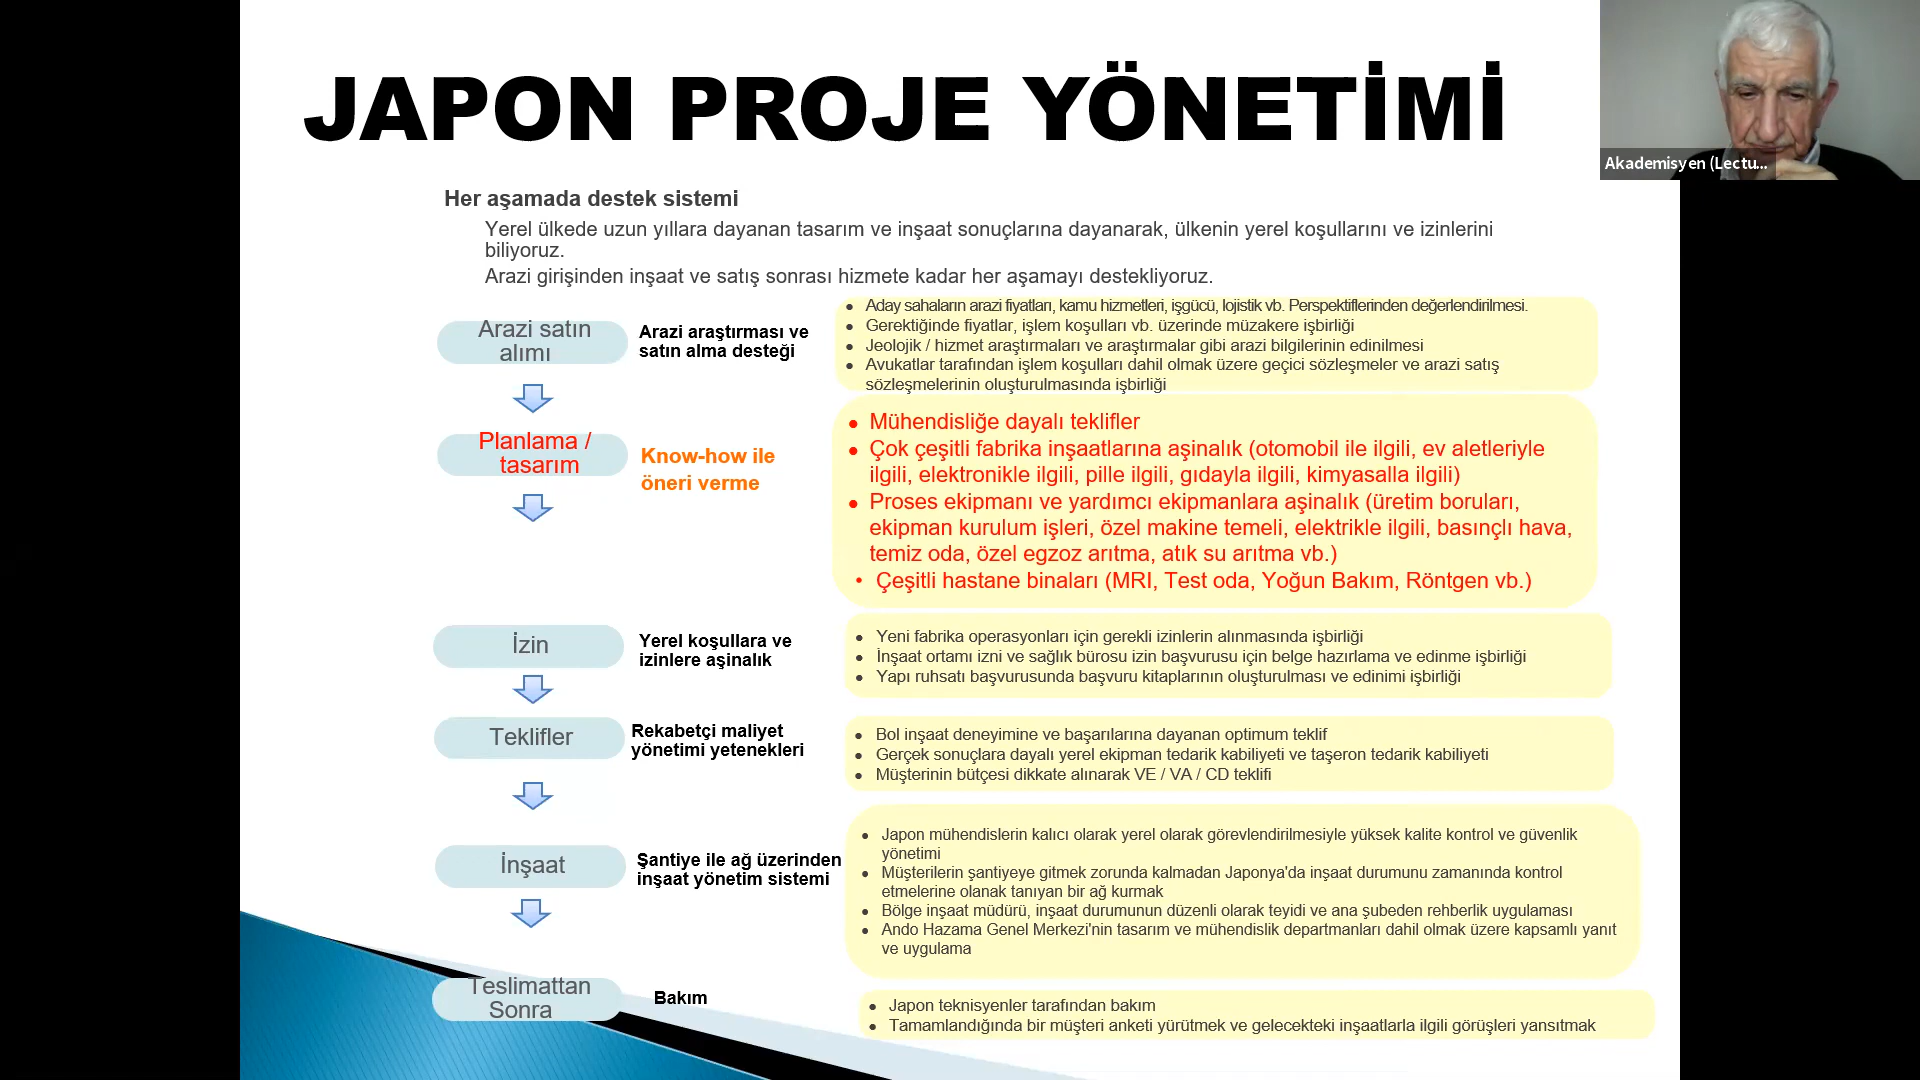 JAPON PROJE YÖNETİMİ
Akademisyen (Lectu...
Her aşamada destek sistemi
Yerel ülkede uzun yıllara dayanan tasarım ve inşaat sonuçlarına dayanarak, ülkenin yerel koşullarını ve izinlerini
biliyoruz.
Arazi girişinden inşaat ve satış sonrası hizmete kadar her aşamayı destekliyoruz.
Arazi satın
alımı
Arazi araştırması ve
satın alma desteği
● Aday sahaların arazi fiyatları, kamu hizmetleri, işgücü, lojistik vb. Perspektiflerinden değerlendirilmesi.
● Gerektiğinde fiyatlar, işlem koşulları vb. üzerinde müzakere işbirliği
● Jeolojik / hizmet araştırmaları ve araştırmalar gibi arazi bilgilerinin edinilmesi
● Avukatlar tarafından işlem koşulları dahil olmak üzere geçici sözleşmeler ve arazi satış
sözleşmelerinin oluşturulmasında işbirliği
Planlama /
tasarım
Know-how ile
öneri verme
● Mühendisliğe dayalı teklifler
● Çok çeşitli fabrika inşaatlarına aşinalık (otomobil ile ilgili, ev aletleriyle
ilgili, elektronikle ilgili, pille ilgili, gıdayla ilgili, kimyasalla ilgili)
● Proses ekipmanı ve yardımcı ekipmanlara aşinalık (üretim boruları,
ekipman kurulum işleri, özel makine temeli, elektrikle ilgili, basınçlı hava,
temiz oda, özel egzoz arıtma, atık su arıtma vb.)
• Çeşitli hastane binaları (MRI, Test oda, Yoğun Bakım, Röntgen vb.)
İzin
Yerel koşullara ve
izinlere aşinalık
● Yeni fabrika operasyonları için gerekli izinlerin alınmasında işbirliği
● İnşaat ortamı izni ve sağlık bürosu izin başvurusu için belge hazırlama ve edinme işbirliği
● Yapı ruhsatı başvurusunda başvuru kitaplarının oluşturulması ve edinimi işbirliği
Teklifler
Rekabetçi maliyet
yönetimi yetenekleri
● Bol inşaat deneyimine ve başarılarına dayanan optimum teklif
● Gerçek sonuçlara dayalı yerel ekipman tedarik kabiliyeti ve taşeron tedarik kabiliyeti
● Müşterinin bütçesi dikkate alınarak VE / VA / CD teklifi
İnşaat
Şantiye ile ağ üzerinden
inşaat yönetim sistemi
● Japon mühendislerin kalıcı olarak yerel olarak görevlendirilmesiyle yüksek kalite kontrol ve güvenlik
yönetimi
● Müşterilerin şantiyeye gitmek zorunda kalmadan Japonya'da inşaat durumunu zamanında kontrol
etmelerine olanak tanıyan bir ağ kurmak
● Bölge inşaat müdürü, inşaat durumunun düzenli olarak teyidi ve ana şubeden rehberlik uygulaması
● Ando Hazama Genel Merkezi'nin tasarım ve mühendislik departmanları dahil olmak üzere kapsamlı yanıt
ve uygulama
Teslimattan
Sonra
Bakım
● Japon teknisyenler tarafından bakım
● Tamamlandığında bir müşteri anketi yürütmek ve gelecekteki inşaatlarla ilgili görüşleri yansıtmak